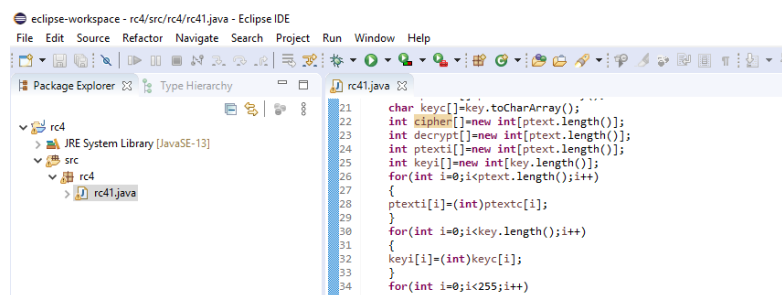 eclipse-workspace - rc4/src/rc4/rc41.java - Eclipse IDE
File Edit Source Refactor Navigate Search Project Run Window Help
Package Explorer Type Hierarchy
rc4
JRE System Library [JavaSE-13]
src
rc4
rc41.java
rc41.java
21 char keyc[]=key.toCharArray();
22 int cipher[]=new int[ptext.length()];
23 int decrypt[]=new int[ptext.length()];
24 int ptexti[]=new int[ptext.length()];
25 int keyi[]=new int[key.length()];
26 for(int i=0;i<ptext.length();i++)
27 {
28 ptexti[i]=(int)ptextc[i];
29 }
30 for(int i=0;i<key.length();i++)
31 {
32 keyi[i]=(int)keyc[i];
33 }
34 for(int i=0;i<255;i++)